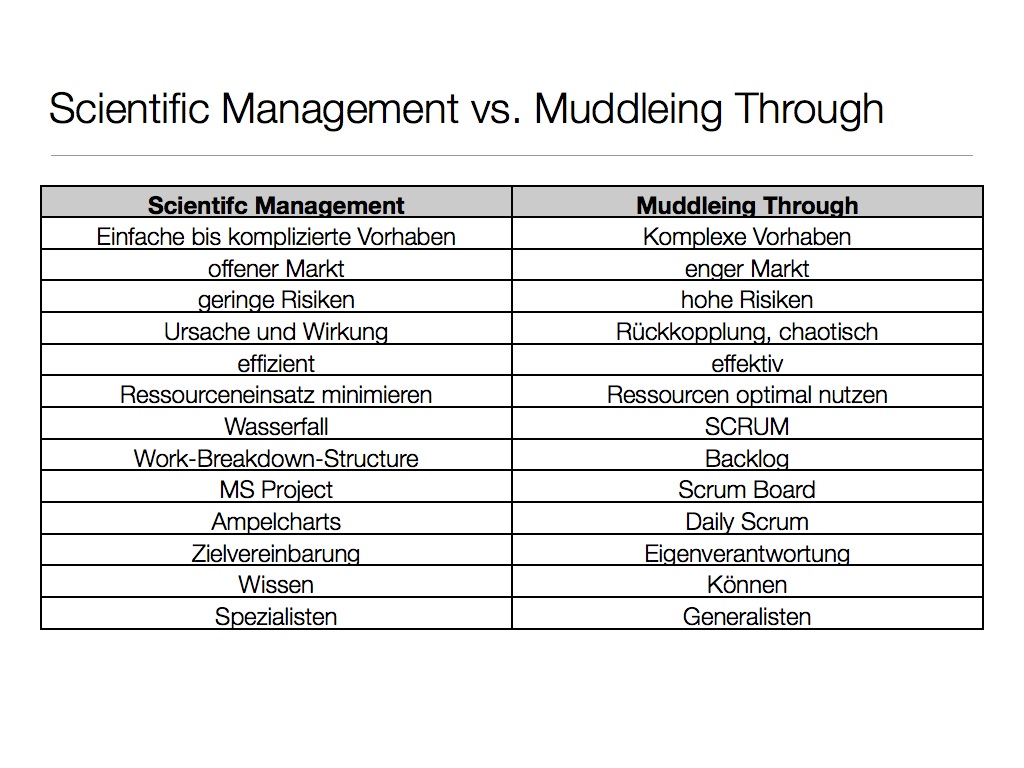 Scientific Management vs. Muddleing Through
Scientifc Management Muddleing Through
Einfache bis komplizierte Vorhaben Komplexe Vorhaben
offener Markt enger Markt
geringe Risiken hohe Risiken
Ursache und Wirkung Rückkopplung, chaotisch
effizient effektiv
Ressourceneinsatz minimieren Ressourcen optimal nutzen
Wasserfall SCRUM
Work-Breakdown-Structure Backlog
MS Project Scrum Board
Ampelcharts Daily Scrum
Zielvereinbarung Eigenverantwortung
Wissen Können
Spezialisten Generalisten